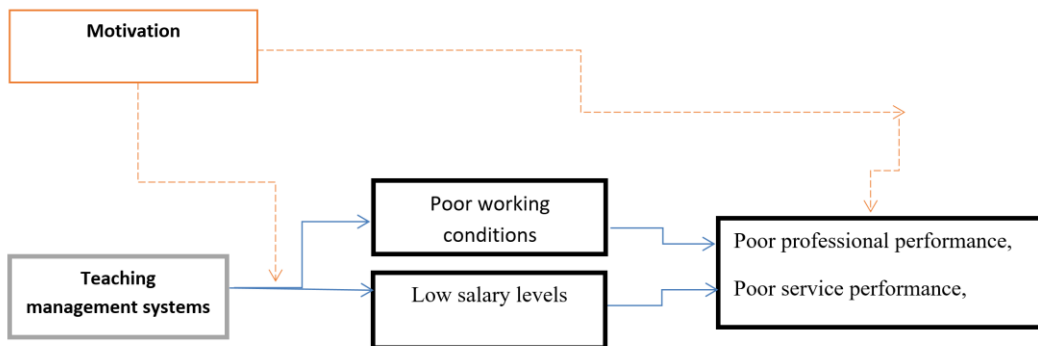 Motivation
Poor working
conditions
Poor professional performance,
Teaching
management systems
Low salary levels
Poor service performance,